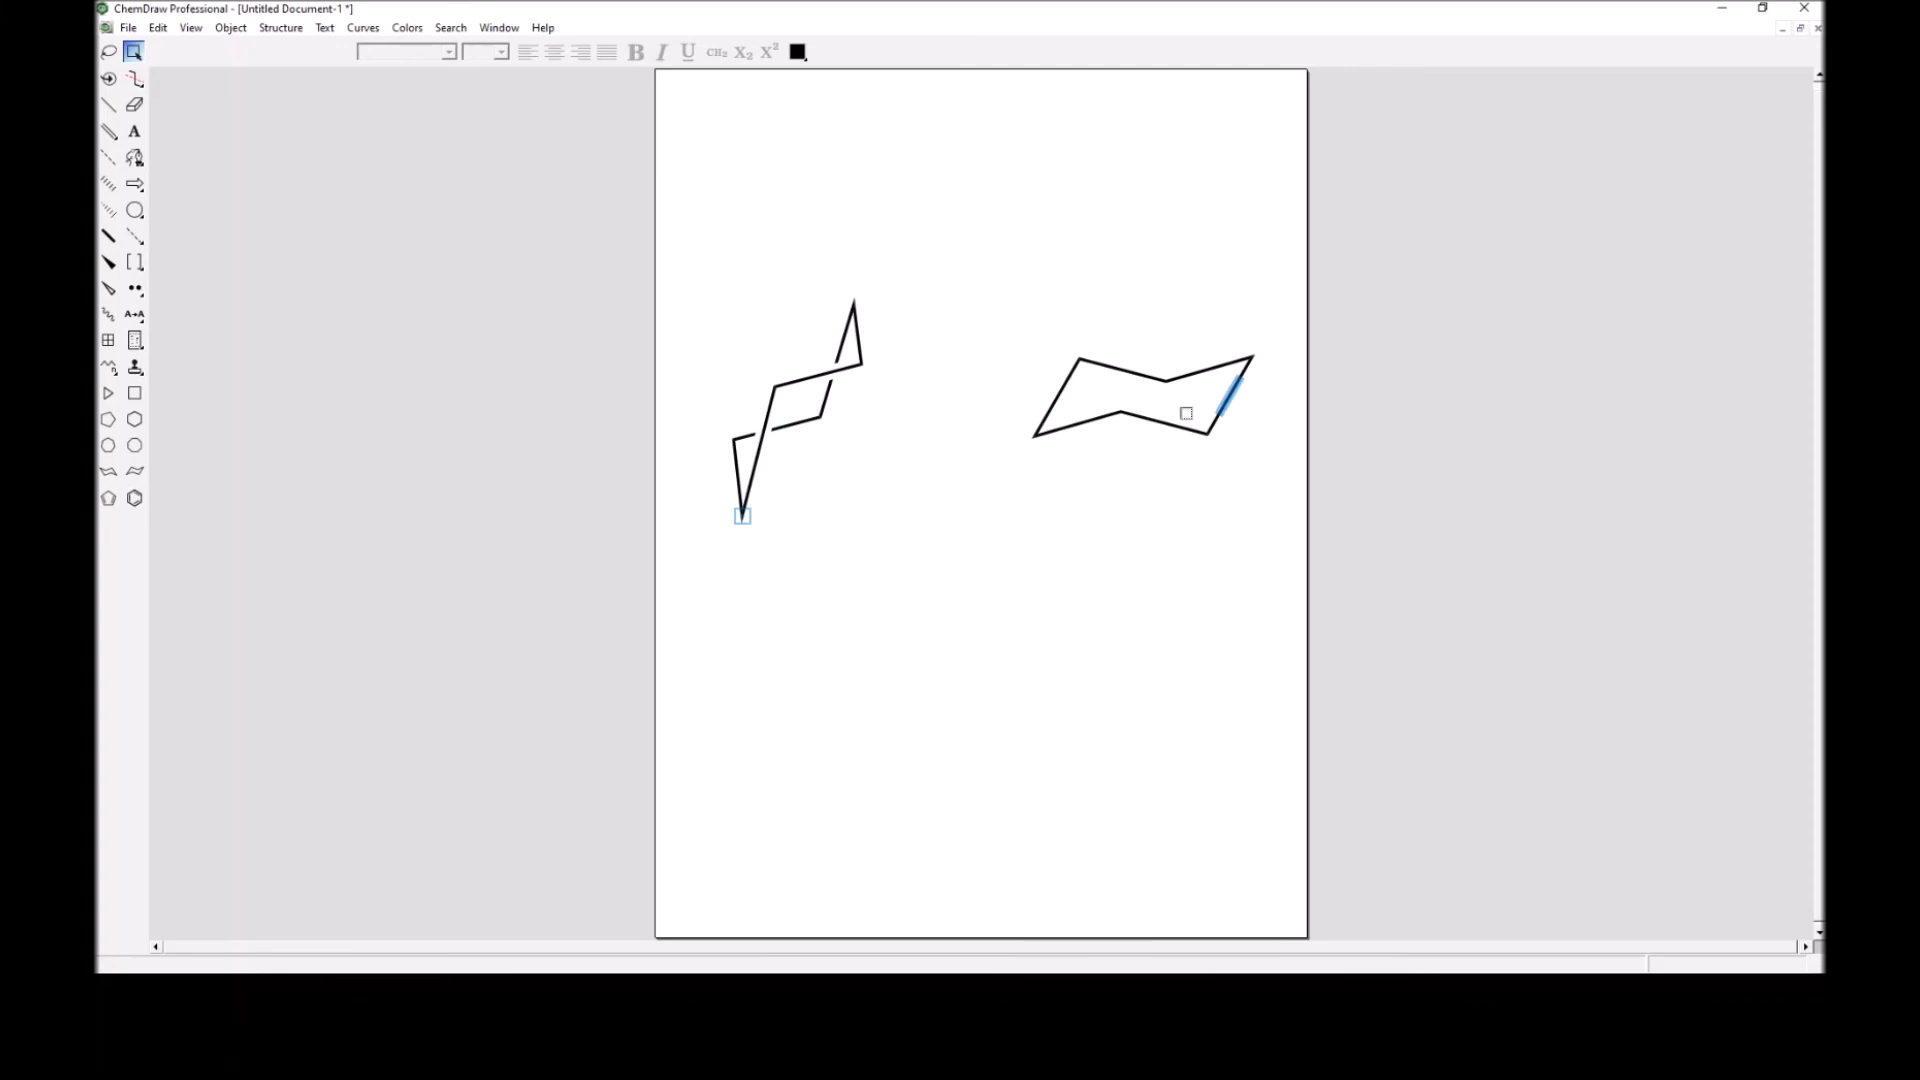 ChemDraw Professional - [Untitled Document-1 *]
File Edit View Object Structure Text Curves Colors Search Window Help
B I U CH₂ X₂ X²
A
A→A